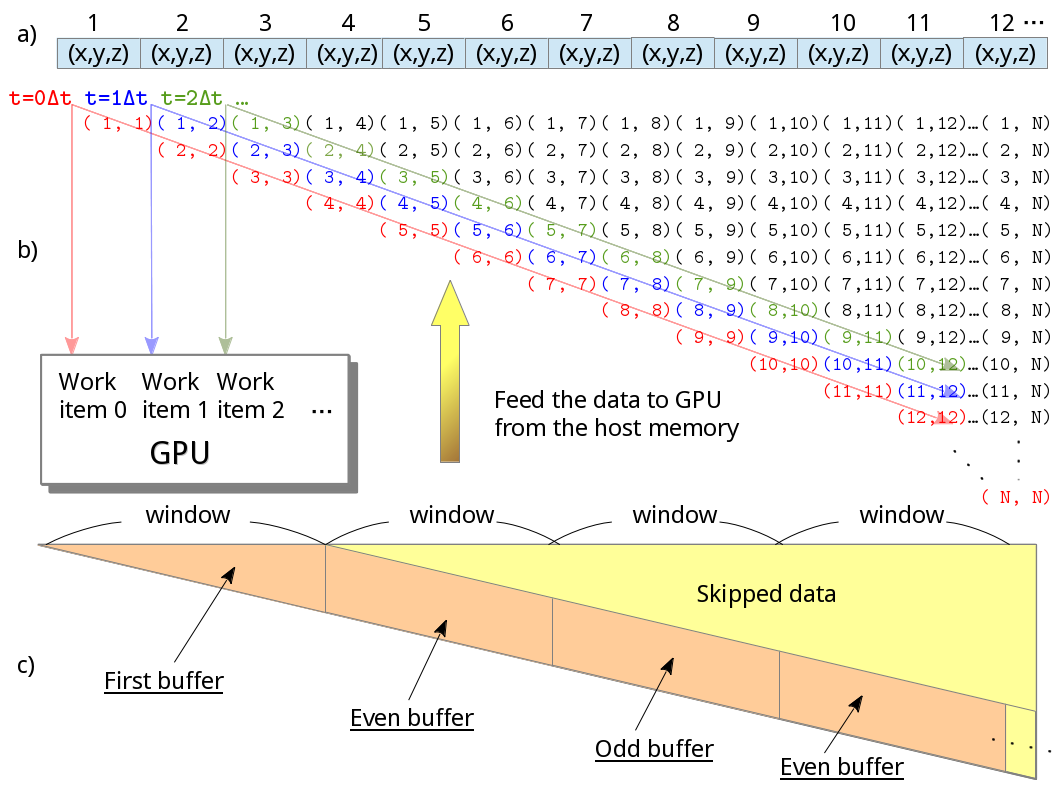 a)
1 2 3 4 5 6 7 8 9 10 11 12 ...
(x,y,z) (x,y,z) (x,y,z) (x,y,z) (x,y,z) (x,y,z) (x,y,z) (x,y,z) (x,y,z) (x,y,z) (x,y,z) (x,y,z)
t=0Δt t=1Δt t=2Δt …
( 1, 1)( 1, 2)( 1, 3)( 1, 4)( 1, 5)( 1, 6)( 1, 7)( 1, 8)( 1, 9)( 1,10)( 1,11)( 1,12)…( 1, N)
( 2, 2)( 2, 3)( 2, 4)( 2, 5)( 2, 6)( 2, 7)( 2, 8)( 2, 9)( 2,10)( 2,11)( 2,12)…( 2, N)
( 3, 3)( 3, 4)( 3, 5)( 3, 6)( 3, 7)( 3, 8)( 3, 9)( 3,10)( 3,11)( 3,12)…( 3, N)
( 4, 4)( 4, 5)( 4, 6)( 4, 7)( 4, 8)( 4, 9)( 4,10)( 4,11)( 4,12)…( 4, N)
( 5, 5)( 5, 6)( 5, 7)( 5, 8)( 5, 9)( 5,10)( 5,11)( 5,12)…( 5, N)
b)
( 6, 6)( 6, 7)( 6, 8)( 6, 9)( 6,10)( 6,11)( 6,12)…( 6, N)
( 7, 7)( 7, 8)( 7, 9)( 7,10)( 7,11)( 7,12)…( 7, N)
( 8, 8)( 8, 9)( 8,10)( 8,11)( 8,12)…( 8, N)
( 9, 9)( 9,10)( 9,11)( 9,12)…( 9, N)
(10,10)(10,11)(10,12)…(10, N)
(11,11)(11,12)…(11, N)
(12,12)…(12, N)
( N, N)
Work Work Work
item 0 item 1 item 2 ...
GPU
Feed the data to GPU
from the host memory
window window window window
Skipped data
c)
First buffer
Even buffer
Odd buffer
Even buffer
. . . .